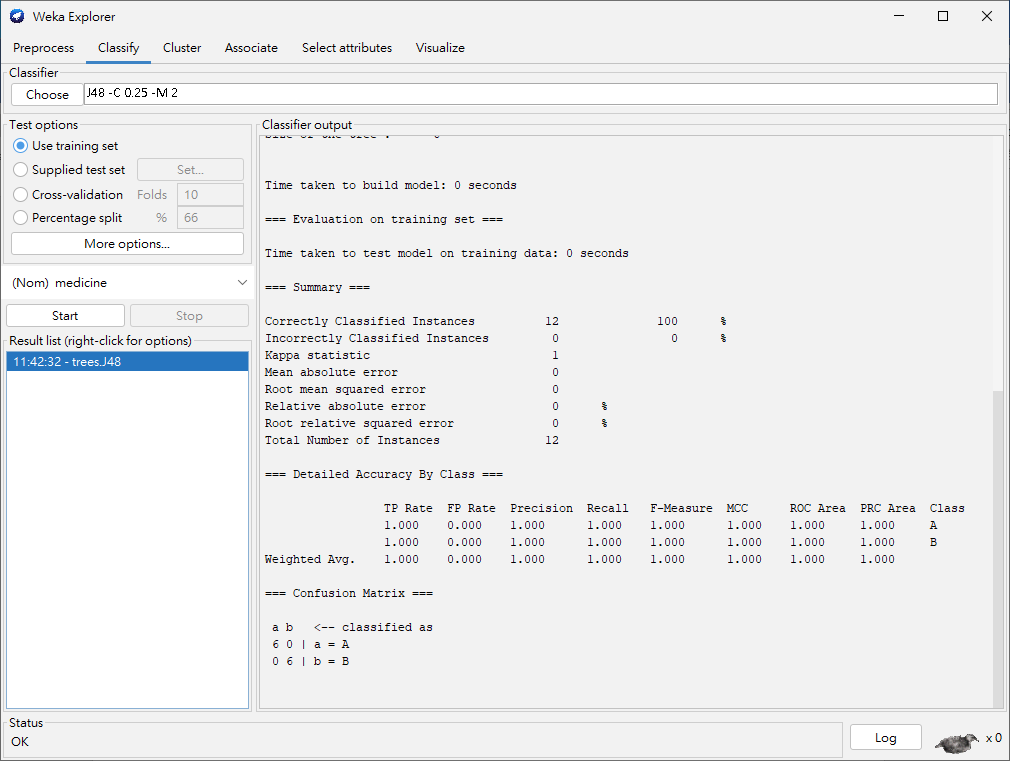 Weka Explorer
Preprocess Classify Cluster Associate Select attributes Visualize
Classifier
Choose J48 -C 0.25 -M 2
Test options
Use training set
Supplied test set Set...
Cross-validation Folds 10
Percentage split % 66
More options...
(Nom) medicine
Start Stop
Result list (right-click for options)
11:42:32 - trees.J48
Classifier output
Time taken to build model: 0 seconds
=== Evaluation on training set ===
Time taken to test model on training data: 0 seconds
=== Summary ===
Correctly Classified Instances 12 100 %
Incorrectly Classified Instances 0 0 %
Kappa statistic 1
Mean absolute error 0
Root mean squared error 0
Relative absolute error 0 %
Root relative squared error 0 %
Total Number of Instances 12
=== Detailed Accuracy By Class ===
TP Rate FP Rate Precision Recall F-Measure MCC ROC Area PRC Area Class
1.000 0.000 1.000 1.000 1.000 1.000 1.000 1.000 A
1.000 0.000 1.000 1.000 1.000 1.000 1.000 1.000 B
Weighted Avg. 1.000 0.000 1.000 1.000 1.000 1.000 1.000 1.000
=== Confusion Matrix ===
a b <-- classified as
6 0 | a = A
0 6 | b = B
Status
OK
Log x 0